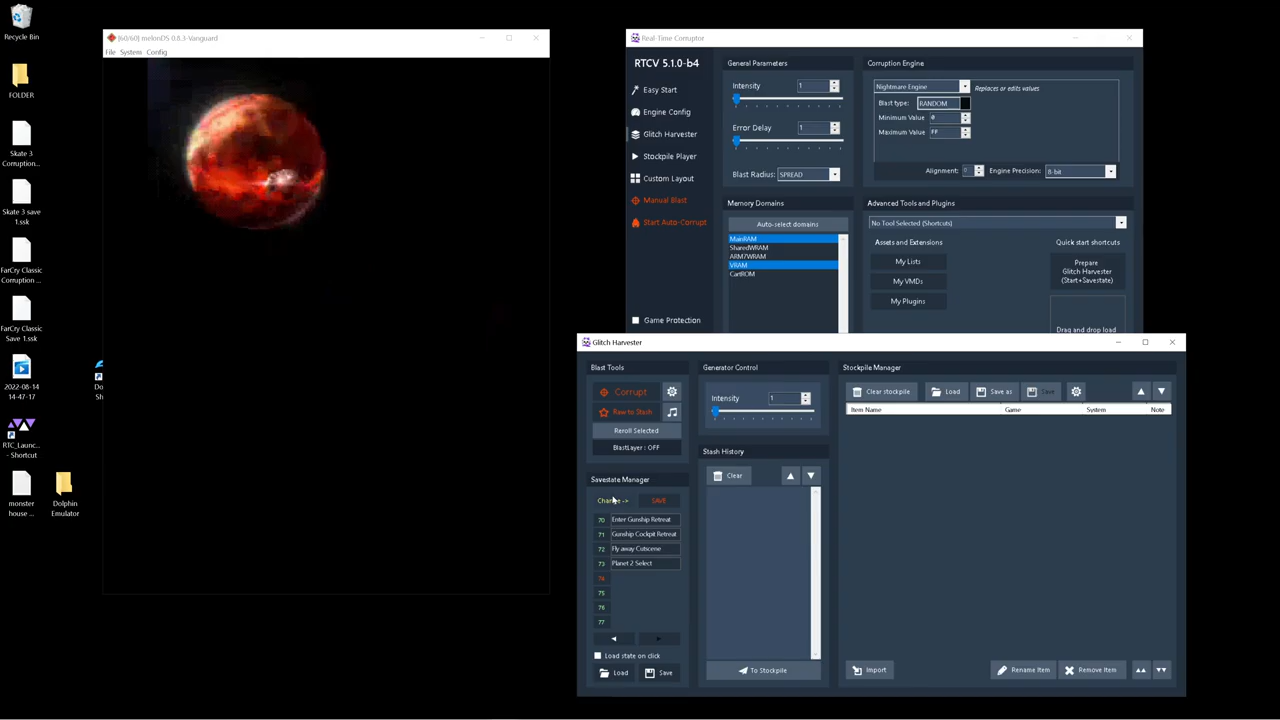 Recycle Bin
FOLDER
Skate 3
Corruption...
Skate 3 save
1.ssk
FarCry Classic
Corruption ...
FarCry Classic
Save 1.ssk
2022-08-14
14-47-17
RTC_Launc...
- Shortcut
monster
house ...
Dolphin
Emulator
Do
Sh
[60/60] melonDS 0.8.3-Vanguard
File System Config
Real-Time Corruptor
RTCV 5.1.0-b4
Easy Start
Engine Config
Glitch Harvester
Stockpile Player
Custom Layout
Manual Blast
Start Auto-Corrupt
Game Protection
General Parameters
Intensity 1
Error Delay 1
Blast Radius: SPREAD
Memory Domains
Auto-select domains
MainRAM
SharedWRAM
ARM7WRAM
VRAM
CartROM
Corruption Engine
Nightmare Engine Replaces or edits values
Blast type: RANDOM
Minimum Value 0
Maximum Value FF
Alignment: 0 Engine Precision: 8-bit
Advanced Tools and Plugins
No Tool Selected (Shortcuts)
Assets and Extensions
My Lists
My VMDs
My Plugins
Quick start shortcuts
Prepare
Glitch Harvester
(Start+Savestate)
Drag and drop load
Glitch Harvester
Blast Tools
Corrupt
Raw to Stash
Reroll Selected
BlastLayer : OFF
Savestate Manager
SAVE
70 Enter Gunship Retreat
71 Gunship Cockpit Retreat
72 Fly away Cutscene
73 Planet 2 Select
74
75
76
77
Load state on click
Load Save
Generator Control
Intensity 1
Stash History
Clear
To Stockpile
Stockpile Manager
Clear stockpile Load Save as Save
Item Name Game System Note
Import Rename Item Remove Item